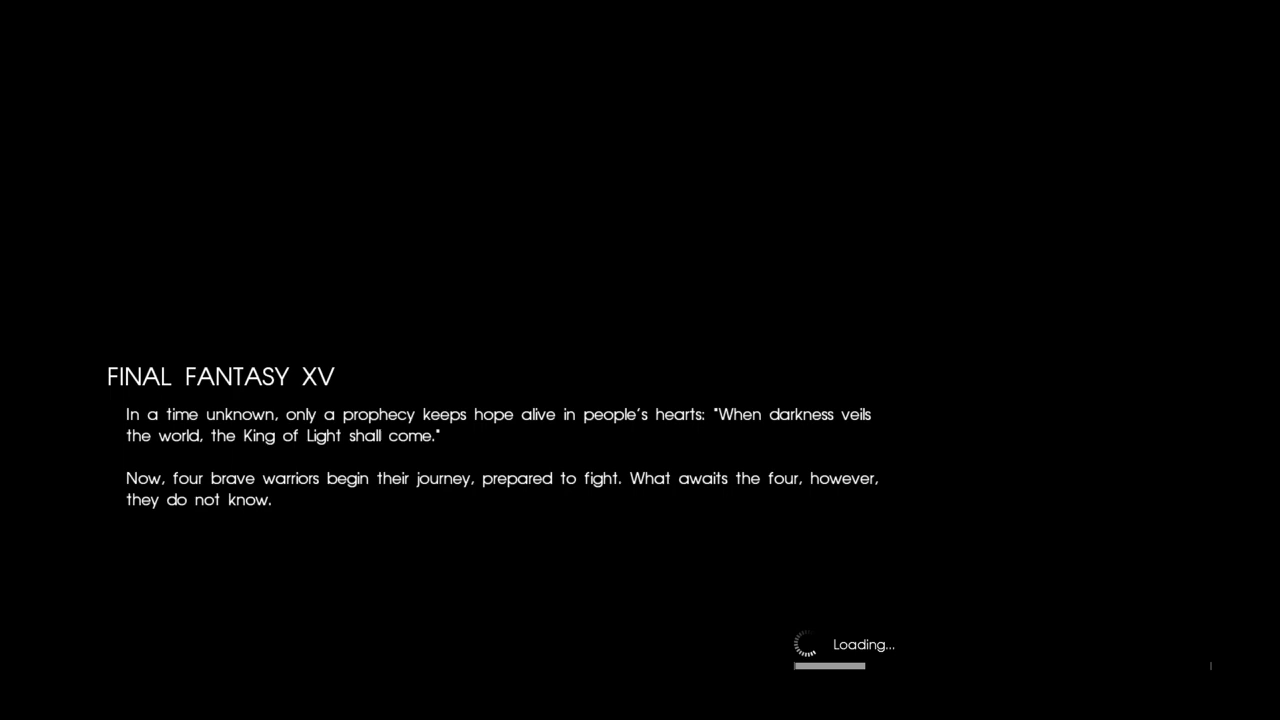 FINAL FANTASY XV
In a time unknown, only a prophecy keeps hope alive in people's hearts: "When darkness veils
the world, the King of Light shall come."
Now, four brave warriors begin their journey, prepared to fight. What awaits the four, however,
they do not know.
Loading...